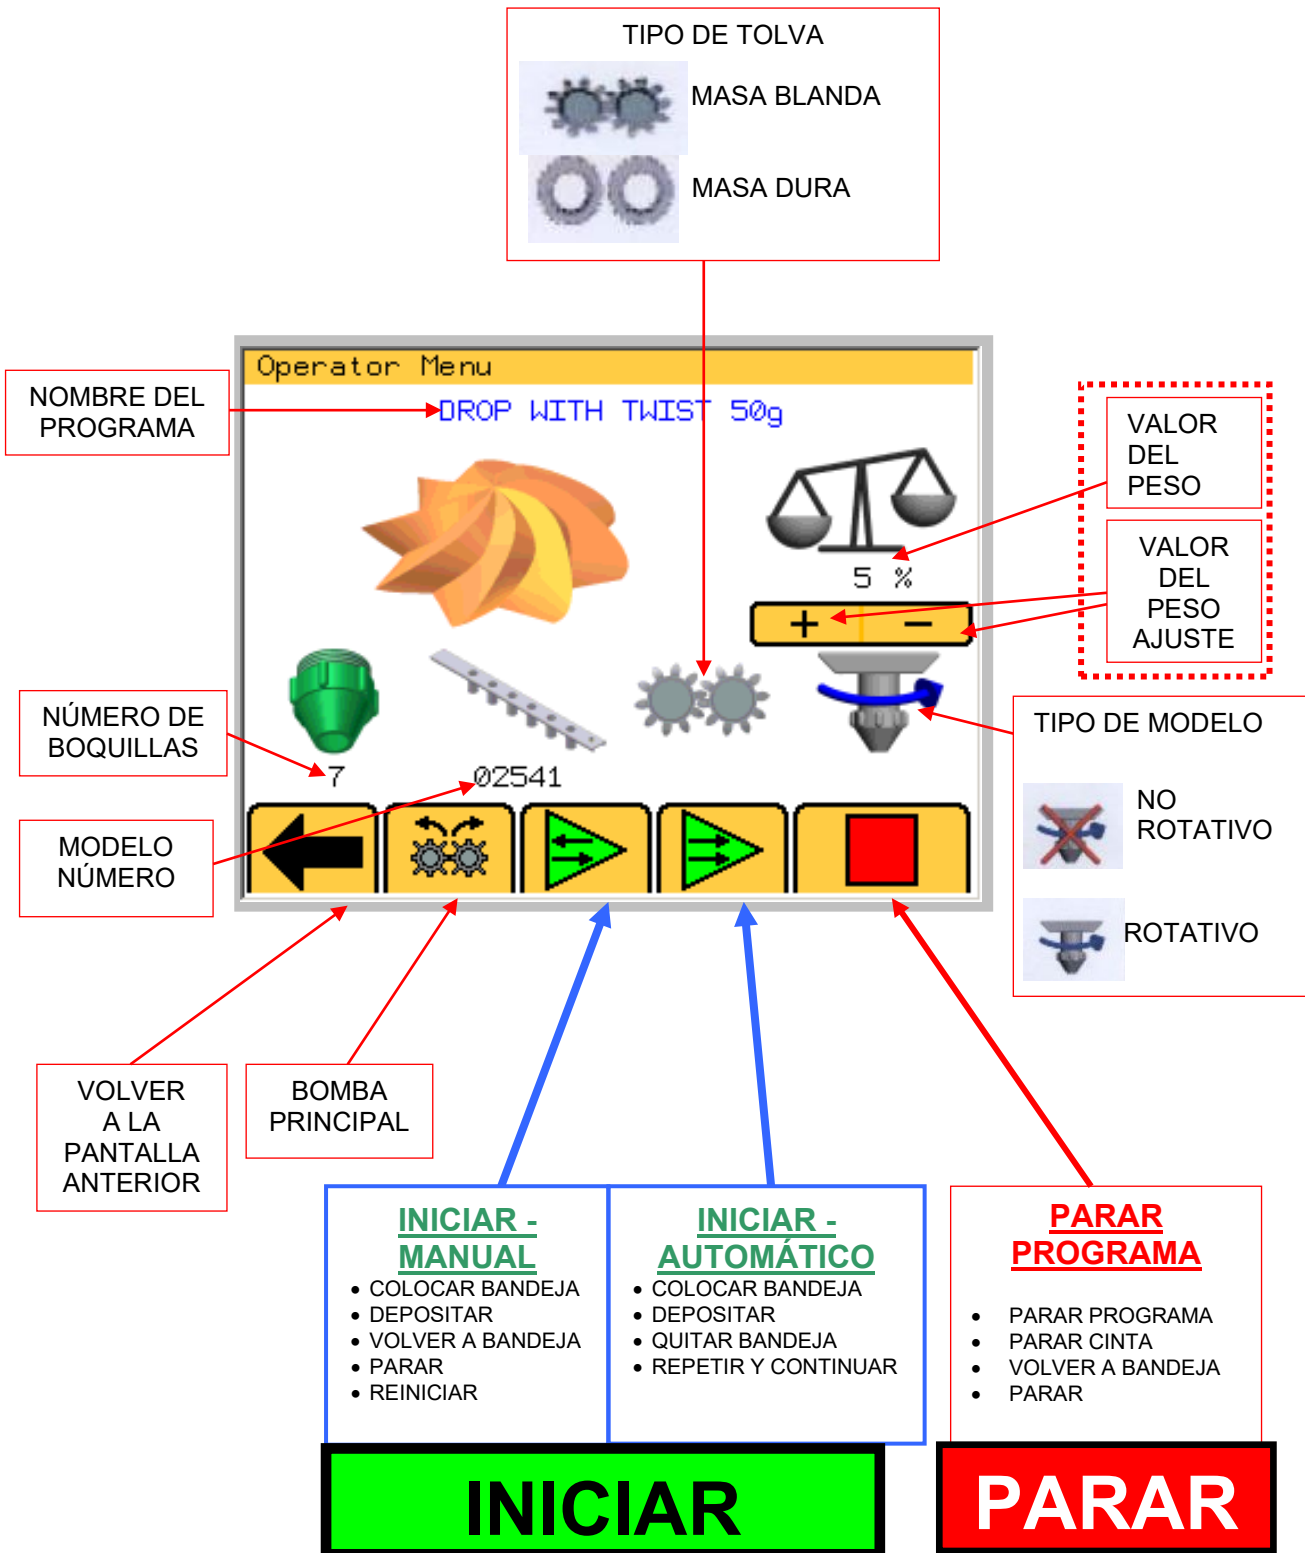 TIPO DE TOLVA
MASA BLANDA
MASA DURA
Operator Menu
NOMBRE DEL
PROGRAMA
DROP WITH TWIST 50g
VALOR
DEL
PESO
5 %
VALOR
DEL
PESO
AJUSTE
+ −
NÚMERO DE
BOQUILLAS
7
02541
MODELO
NÚMERO
TIPO DE MODELO
NO
ROTATIVO
ROTATIVO
VOLVER
A LA
PANTALLA
ANTERIOR
BOMBA
PRINCIPAL
INICIAR -
MANUAL
• COLOCAR BANDEJA
• DEPOSITAR
• VOLVER A BANDEJA
• PARAR
• REINICIAR
INICIAR -
AUTOMÁTICO
• COLOCAR BANDEJA
• DEPOSITAR
• QUITAR BANDEJA
• REPETIR Y CONTINUAR
PARAR
PROGRAMA
• PARAR PROGRAMA
• PARAR CINTA
• VOLVER A BANDEJA
• PARAR
INICIAR
PARAR